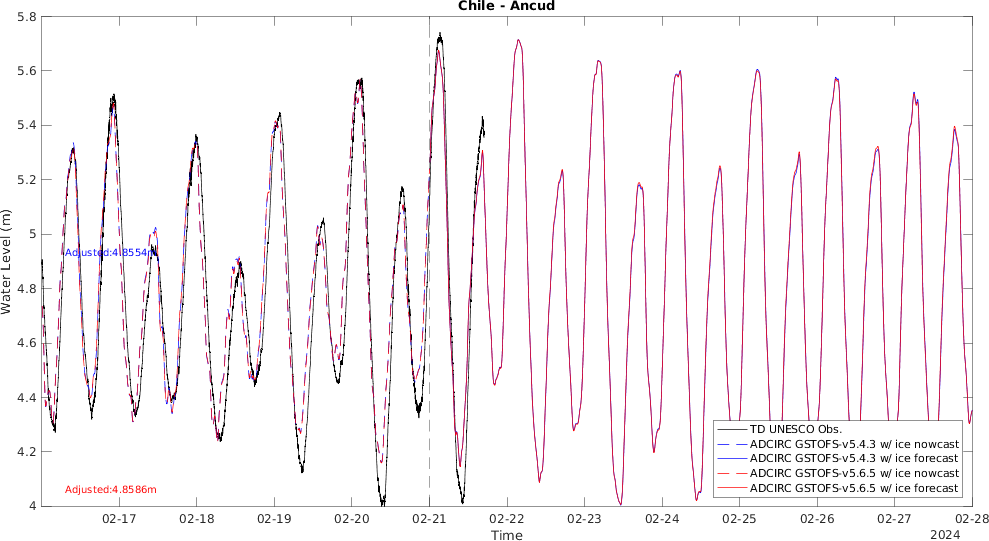 Chile - Ancud
5.8
5.6
5.4
5.2
5
4.8
4.6
4.4
4.2
4
Water Level (m)
Adjusted:4.8554m
Adjusted:4.8586m
TD UNESCO Obs.
ADCIRC GSTOFS-v5.4.3 w/ ice nowcast
ADCIRC GSTOFS-v5.4.3 w/ ice forecast
ADCIRC GSTOFS-v5.6.5 w/ ice nowcast
ADCIRC GSTOFS-v5.6.5 w/ ice forecast
02-17 02-18 02-19 02-20 02-21 02-22 02-23 02-24 02-25 02-26 02-27 02-28
Time
2024